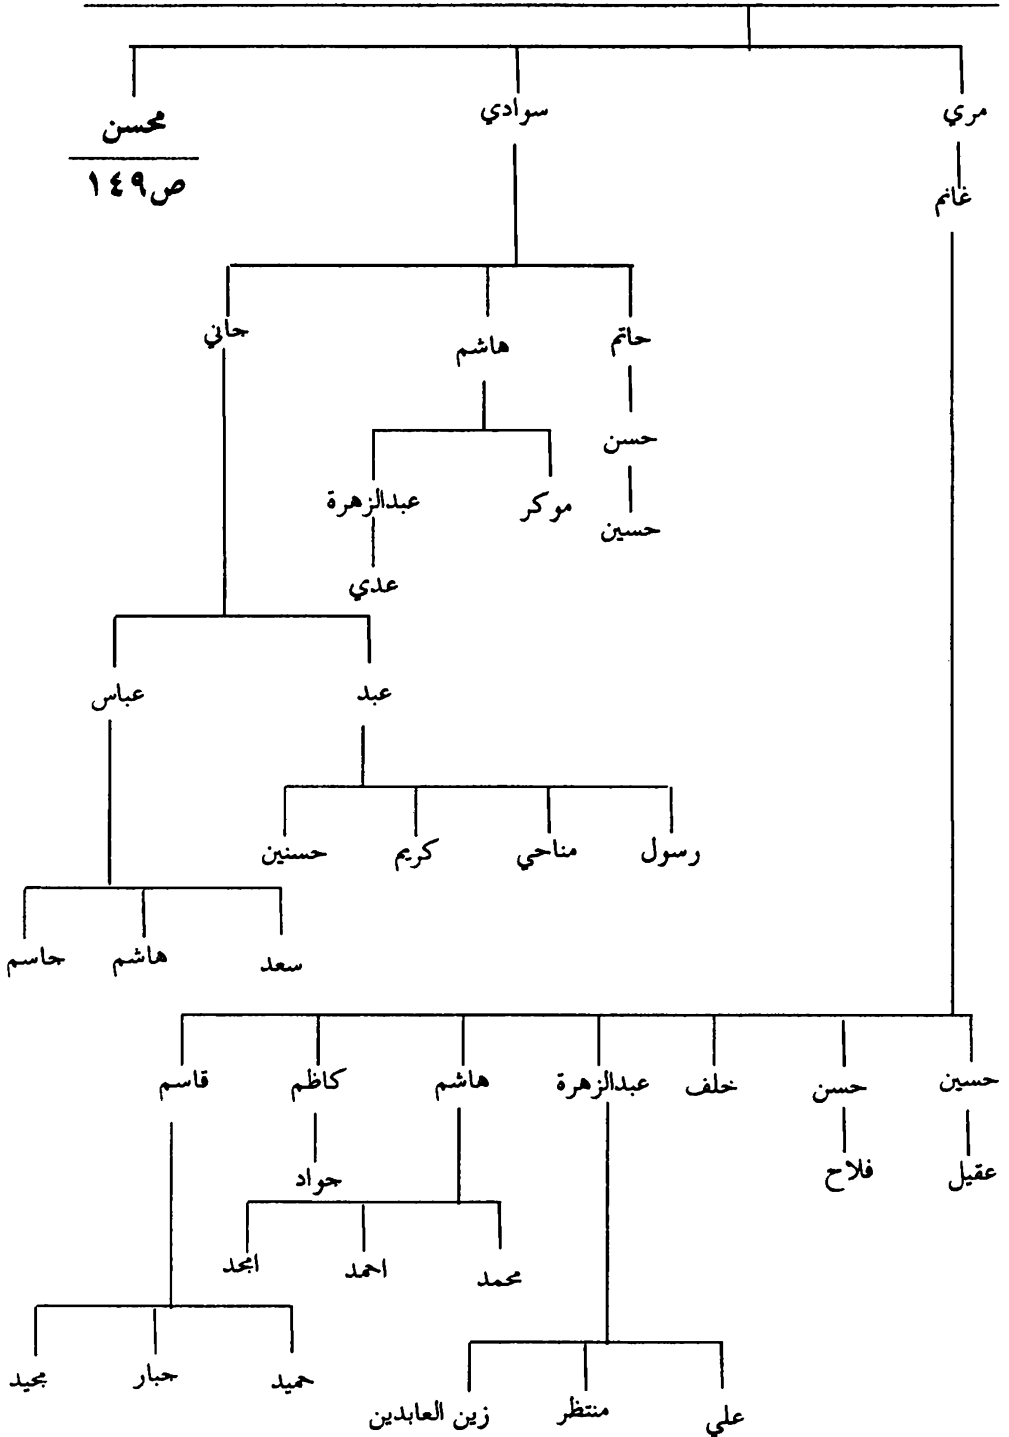 مري
سوادي
محسن
ص١٤٩
غانم
حاتم
هاشم
حاني
حسن
حسين
موكر
عبدالزهرة
عدي
عبد
عباس
رسول
مناحي
كريم
حسنين
سعد
هاشم
حاسم
حسين
حسن
خلف
عبدالزهرة
هاشم
كاظم
قاسم
عقيل
فلاح
جواد
محمد
احمد
امجد
حميد
جبار
مجيد
علي
منتظر
زين العابدين